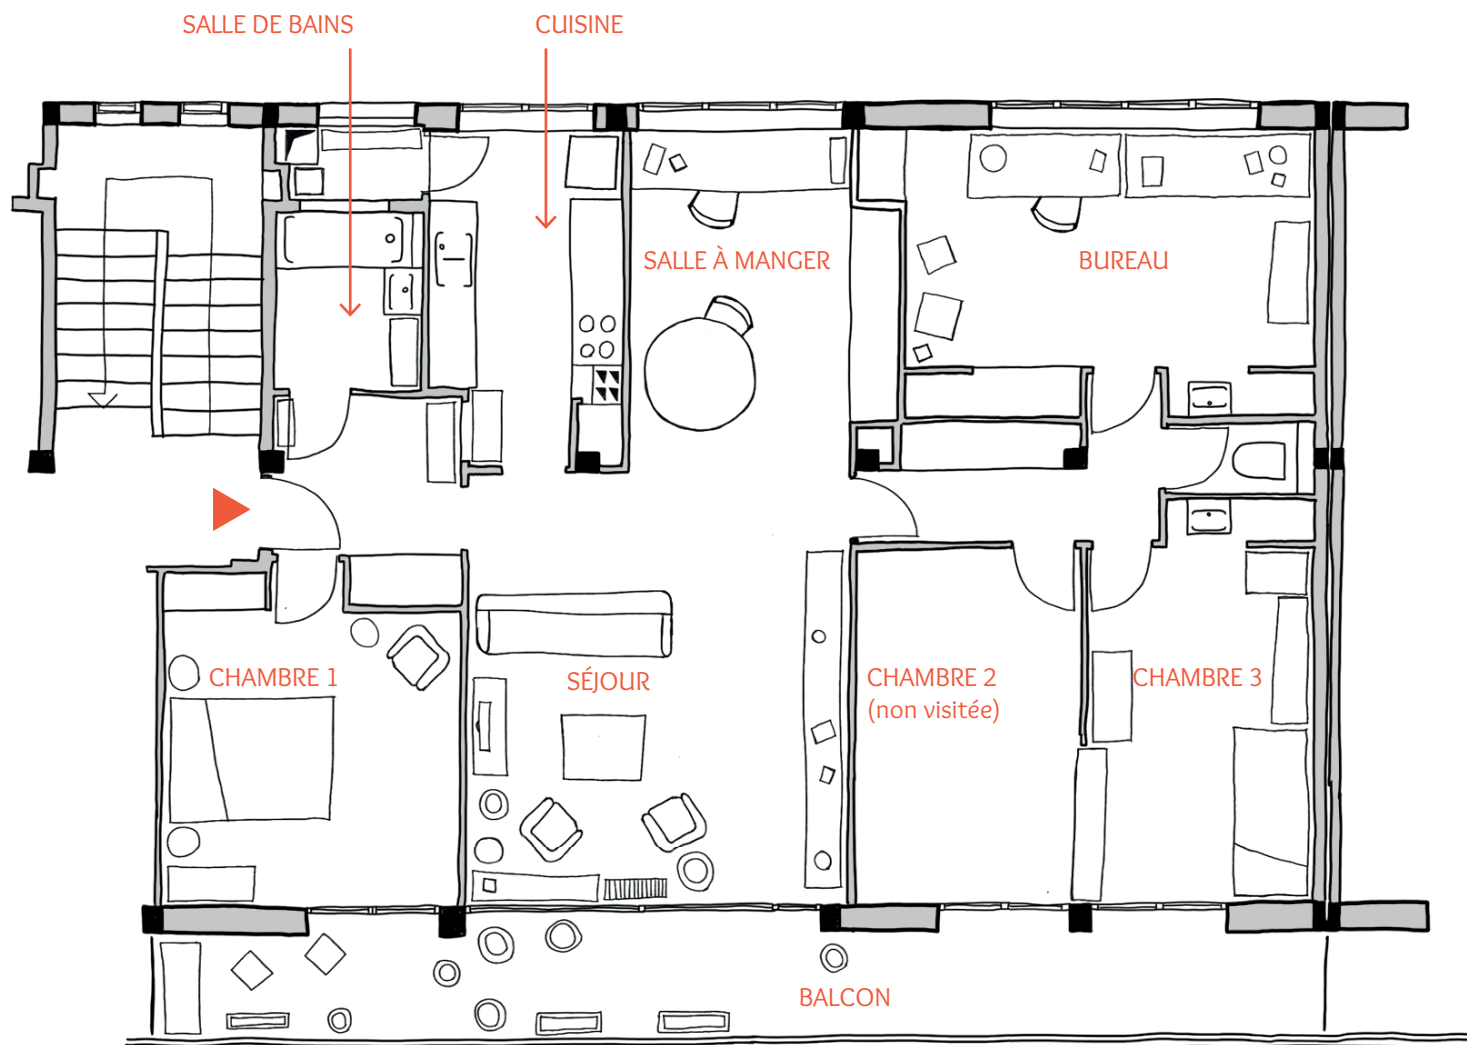 SALLE DE BAINS
CUISINE
SALLE À MANGER
BUREAU
CHAMBRE 1
SÉJOUR
CHAMBRE 2
(non visitée)
CHAMBRE 3
BALCON